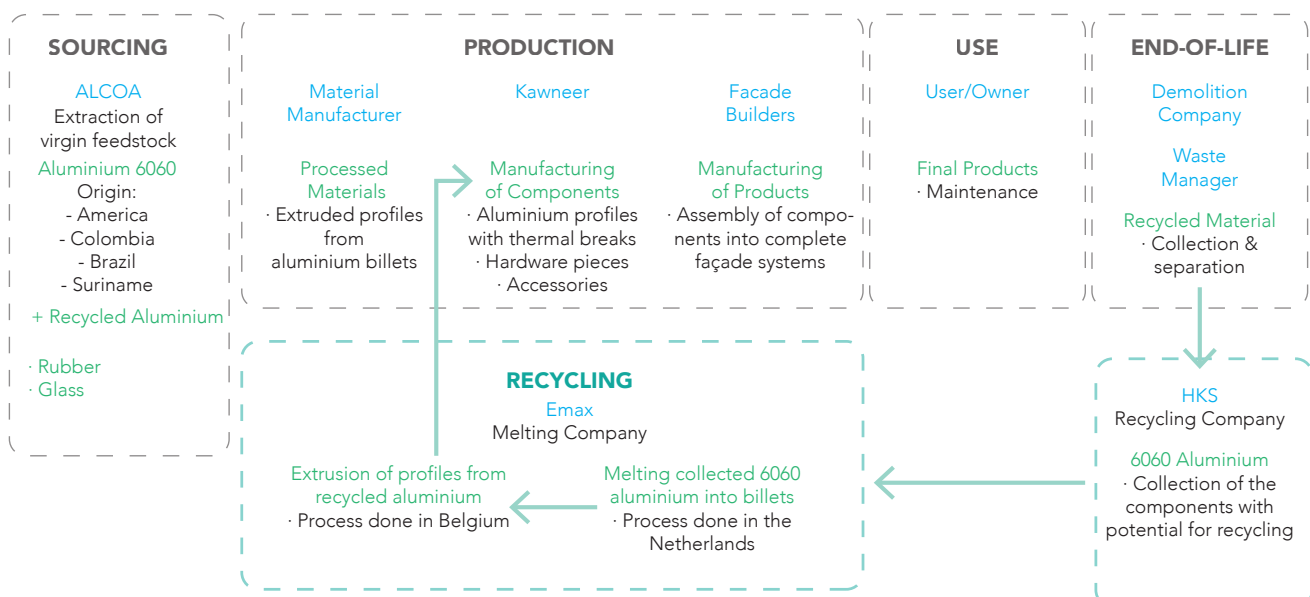 SOURCING
ALCOA
Extraction of
virgin feedstock
Aluminium 6060
Origin:
- America
- Colombia
- Brazil
- Suriname
+ Recycled Aluminium
· Rubber
· Glass
PRODUCTION
Material
Manufacturer
Processed
Materials
· Extruded profiles
from
aluminium billets
Kawneer
Manufacturing
of Components
· Aluminium profiles
with thermal breaks
· Hardware pieces
· Accessories
Facade
Builders
Manufacturing
of Products
· Assembly of compo-
nents into complete
façade systems
USE
User/Owner
Final Products
· Maintenance
END-OF-LIFE
Demolition
Company
Waste
Manager
Recycled Material
· Collection &
separation
HKS
Recycling Company
6060 Aluminium
· Collection of the
components with
potential for recycling
RECYCLING
Emax
Melting Company
Melting collected 6060
aluminium into billets
· Process done in the
Netherlands
Extrusion of profiles from
recycled aluminium
· Process done in Belgium